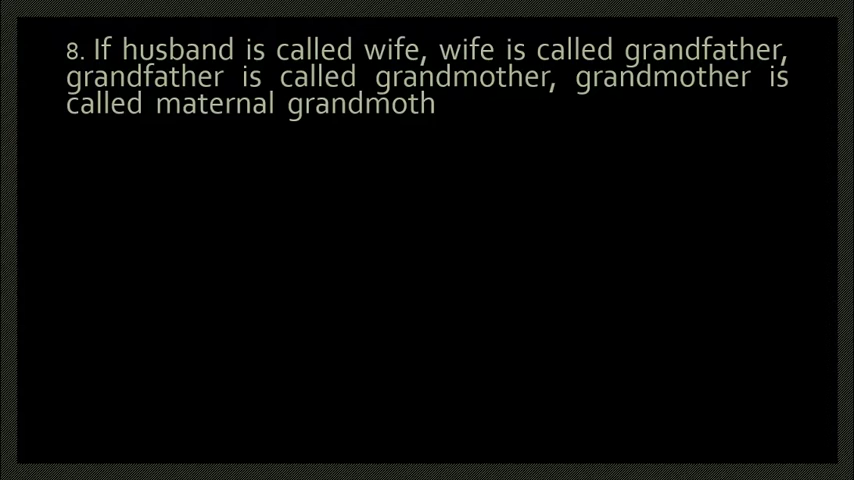 8. If husband is called wife, wife is called grandfather,
grandfather is called grandmother, grandmother is
called maternal grandmoth